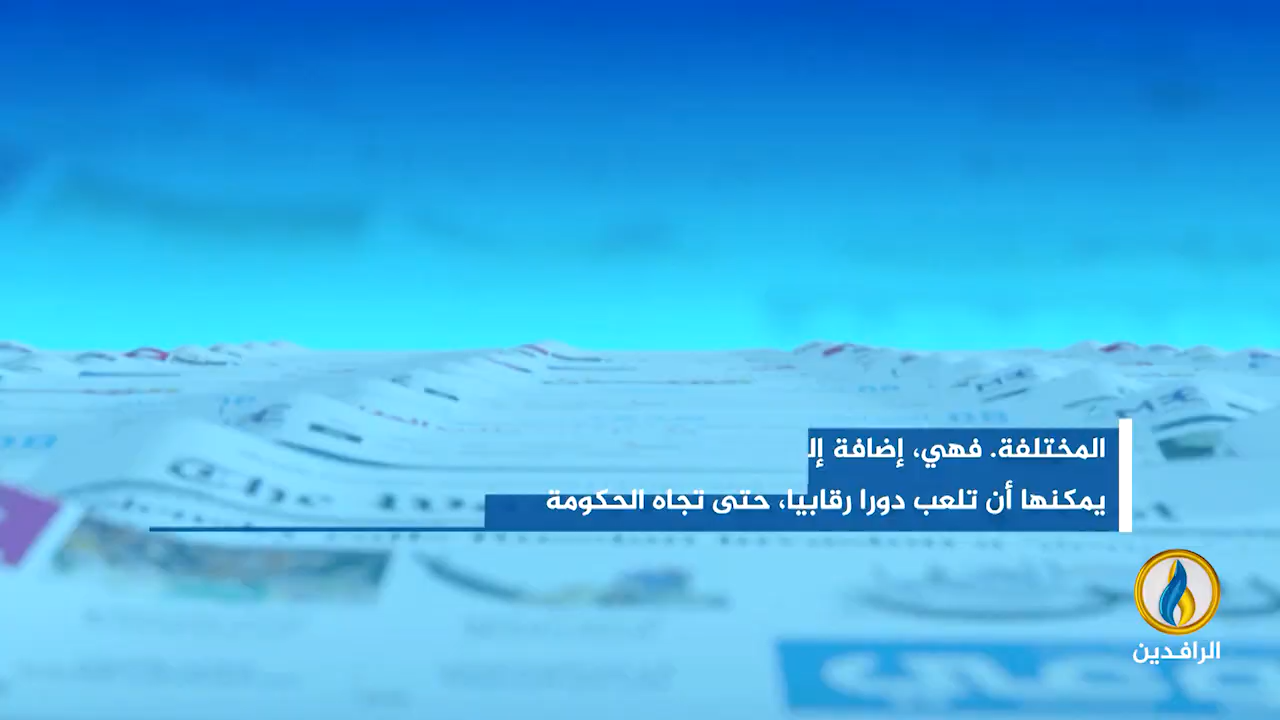 المختلفة. فهي، إضافة إل
يمكنها أن تلعب دورا رقابيا، حتى تجاه الحكومة
الرافدين